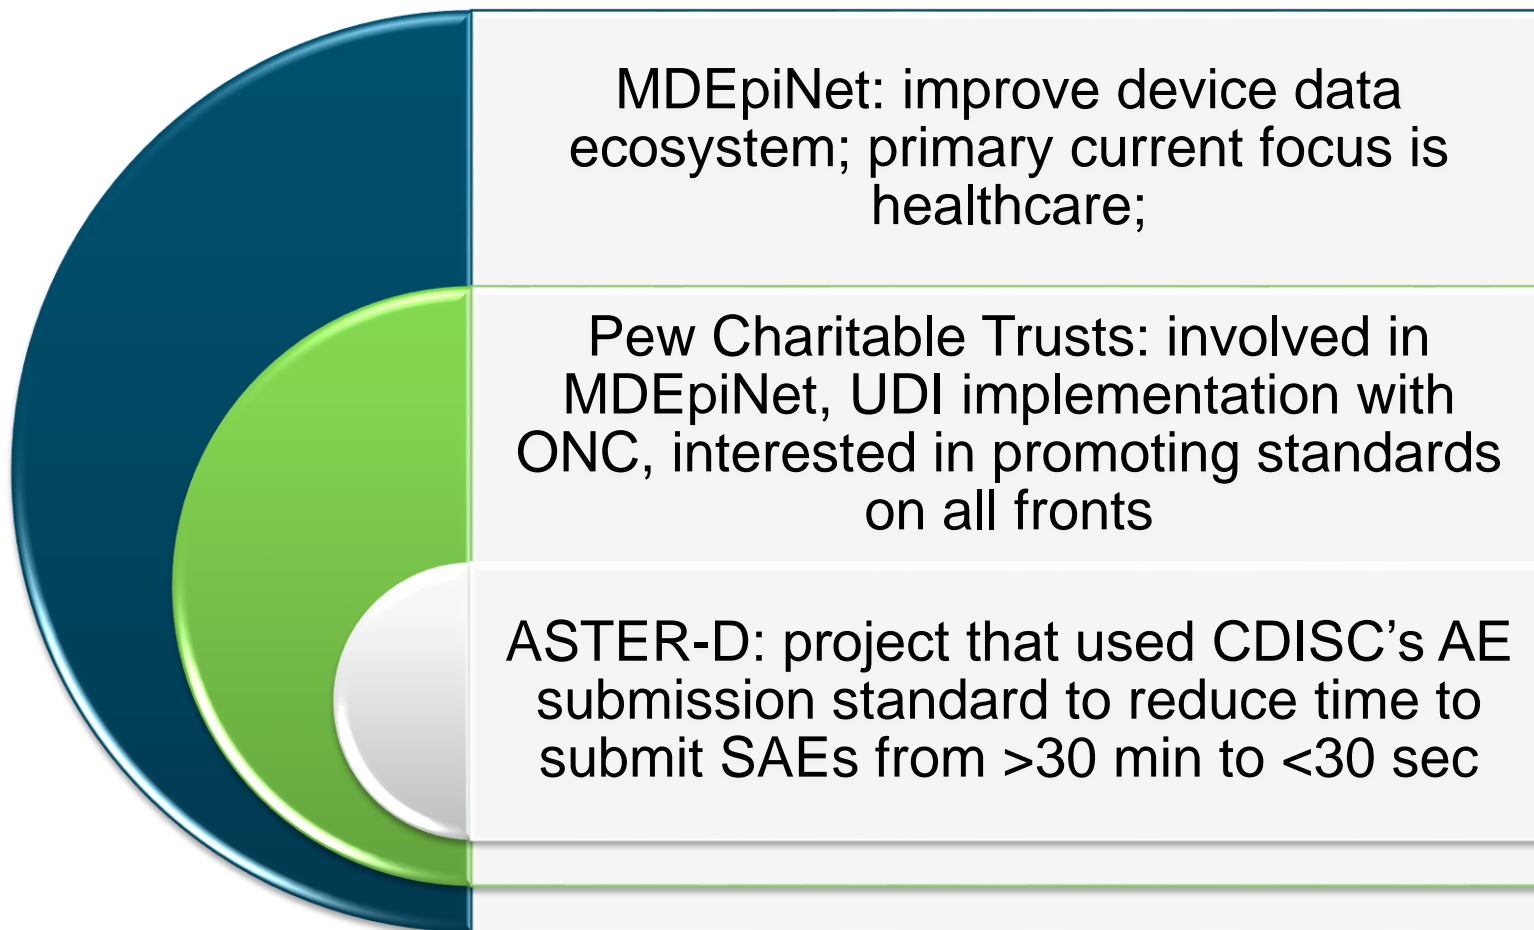 MDEpiNet: improve device data
ecosystem; primary current focus is
healthcare;
Pew Charitable Trusts: involved in
MDEpiNet, UDI implementation with
ONC, interested in promoting standards
on all fronts
ASTER-D: project that used CDISC’s AE
submission standard to reduce time to
submit SAEs from >30 min to <30 sec